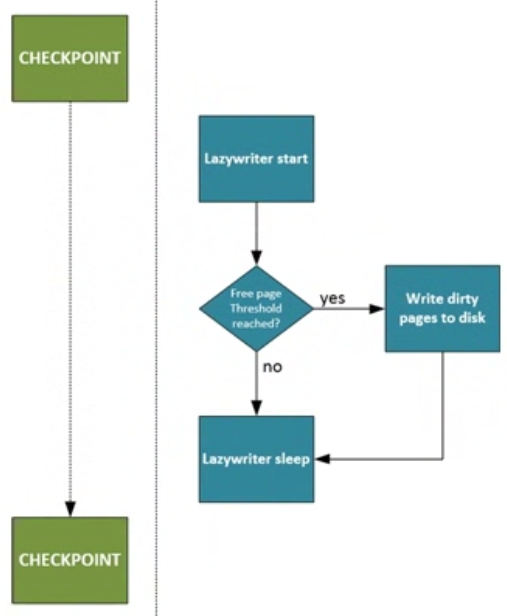 CHECKPOINT
Lazywriter start
Free page
Threshold
reached?
yes
Write dirty
pages to disk
no
Lazywriter sleep
CHECKPOINT